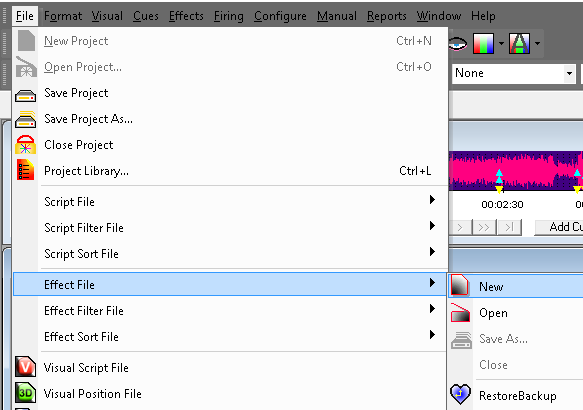 File Format Visual Cues Effects Firing Configure Manual Reports Window Help
New Project Ctrl+N
Open Project... Ctrl+O
Save Project
None
Save Project As...
Close Project
Project Library... Ctrl+L
Script File
00:02:30
Script Filter File
> >> >| Add Cu
Script Sort File
Effect File
New
Effect Filter File
Open
Effect Sort File
Save As...
Close
Visual Script File
Visual Position File
RestoreBackup